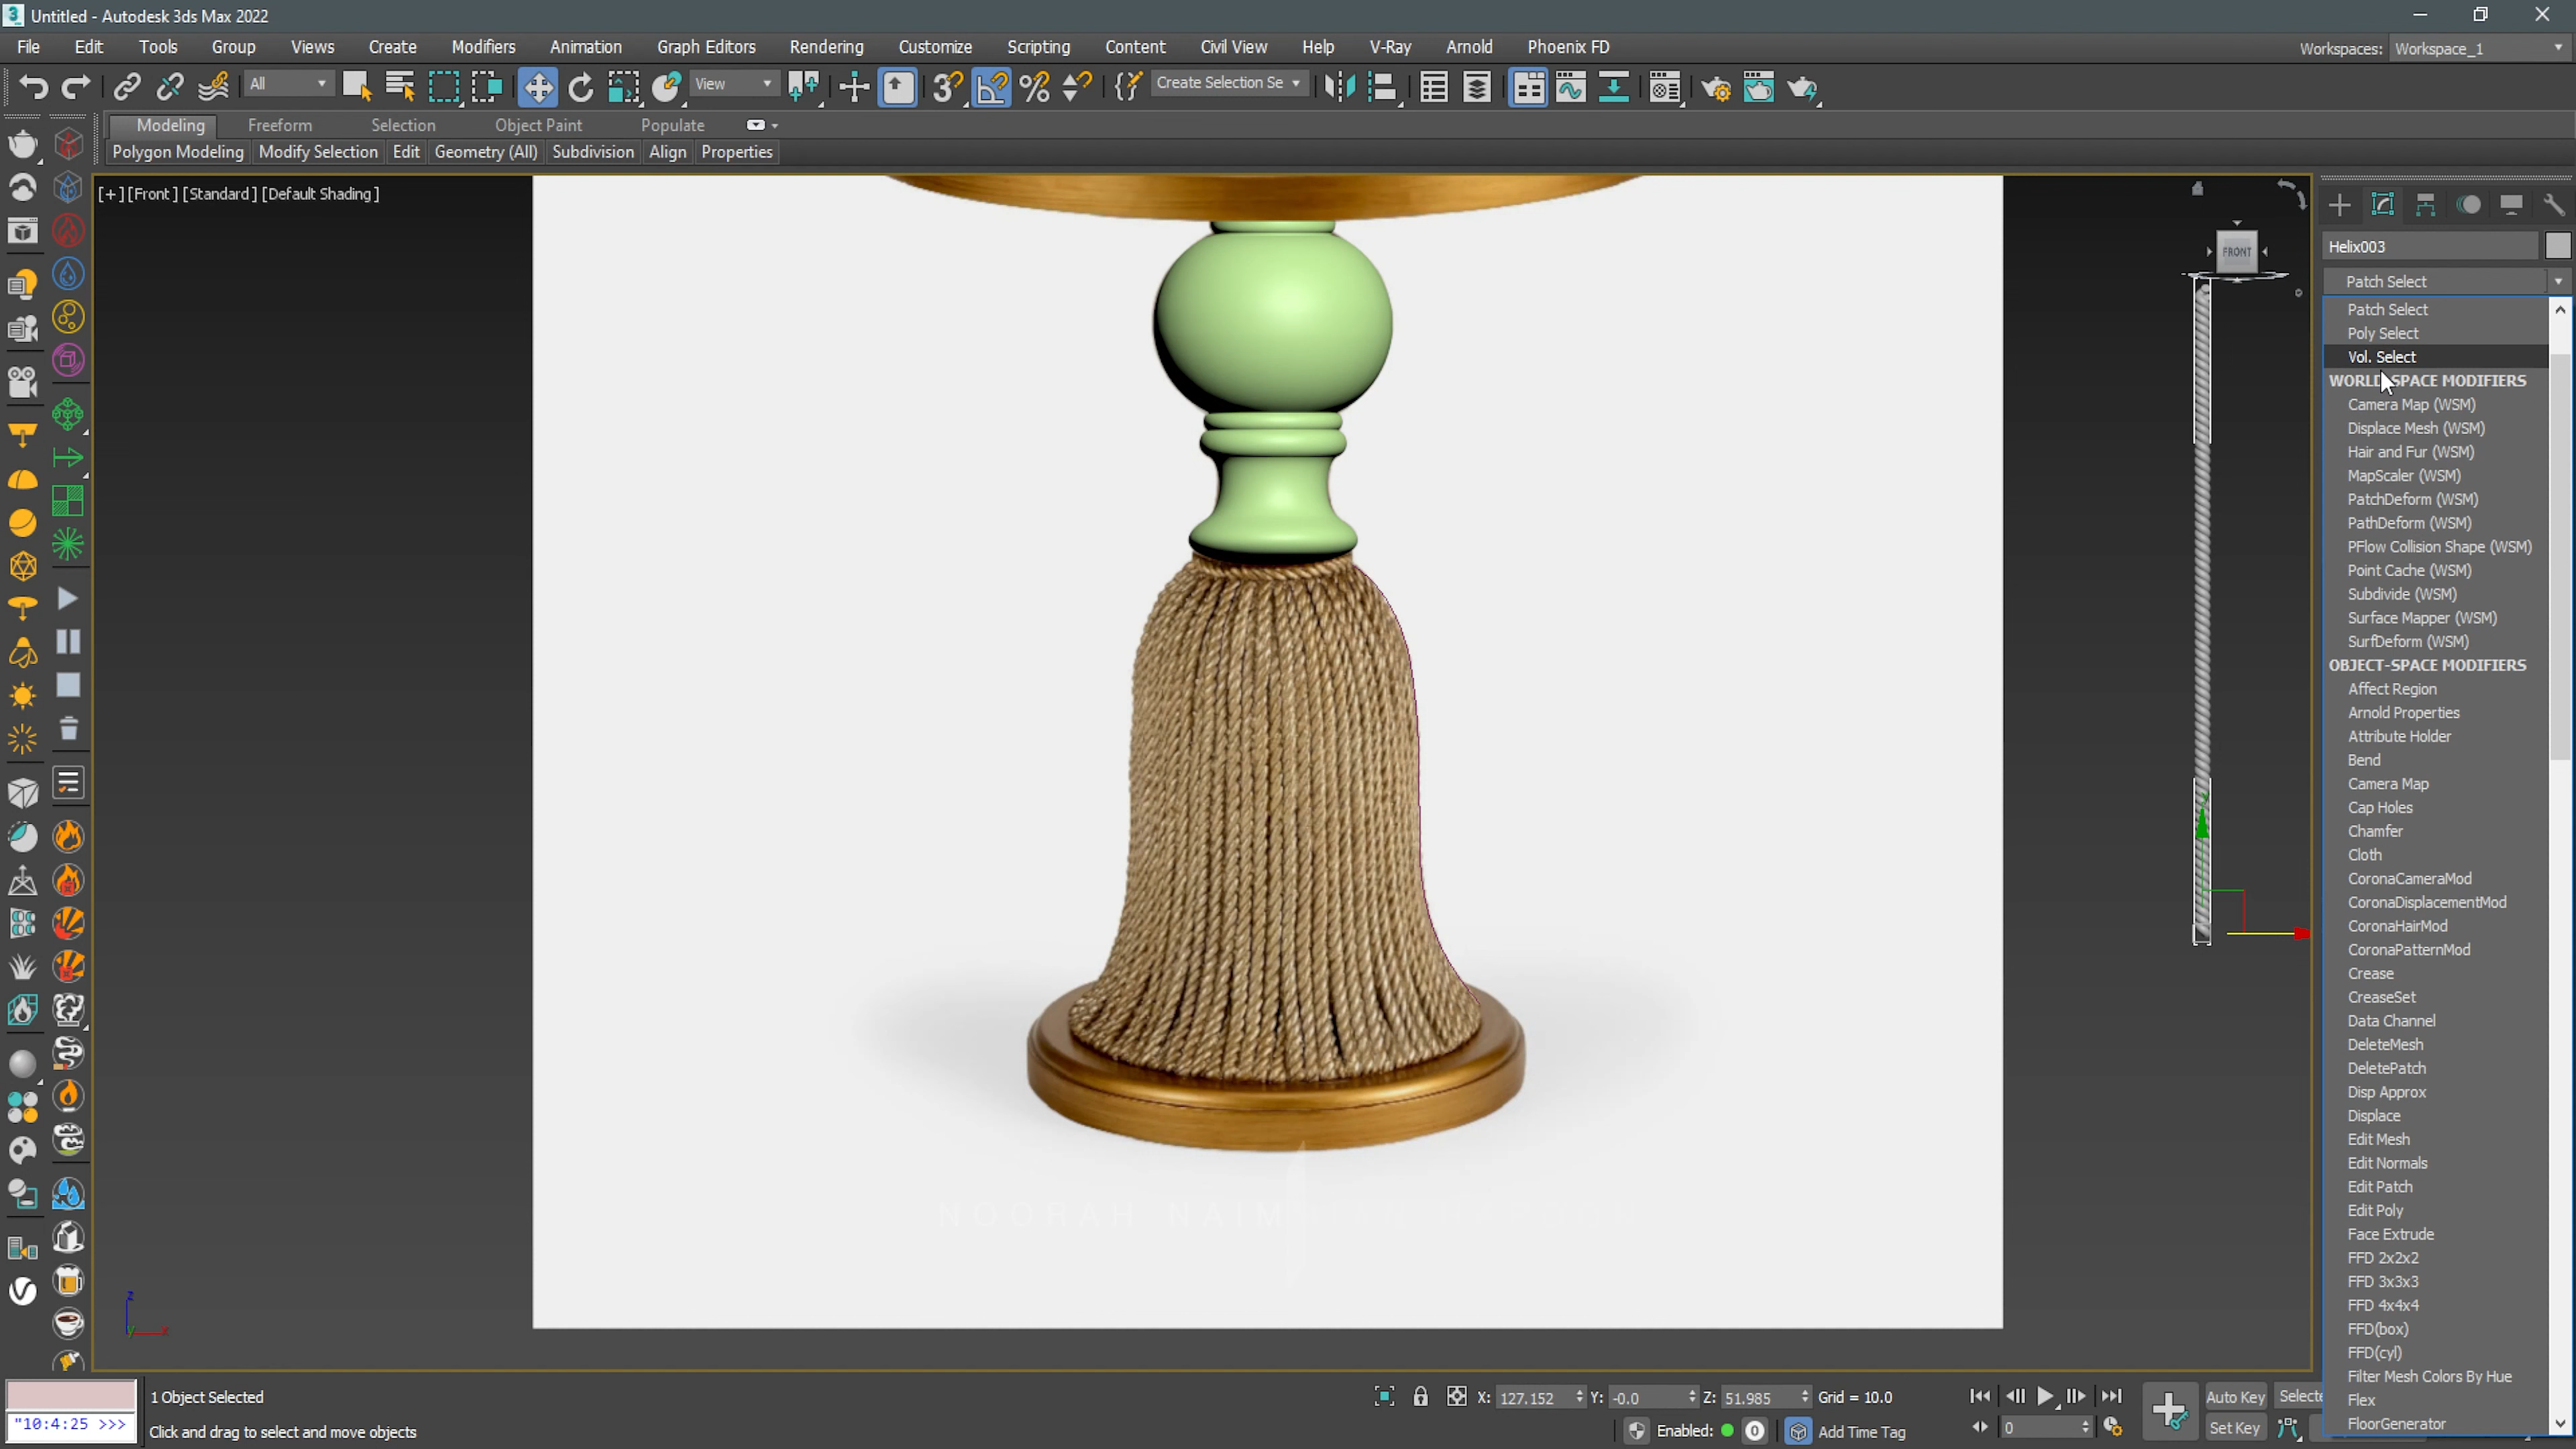 Untitled - Autodesk 3ds Max 2022
File Edit Tools Group Views Create Modifiers Animation Graph Editors Rendering Customize Scripting Content Civil View Help V-Ray Arnold Phoenix FD Workspaces: Workspace_1
All View Create Selection Se
Modeling Freeform Selection Object Paint Populate
Polygon Modeling Modify Selection Edit Geometry (All) Subdivision Align Properties
[+] [Front] [Standard] [Default Shading]
FRONT
Helix003
Patch Select
Patch Select
Poly Select
Vol. Select
WORLD-SPACE MODIFIERS
Camera Map (WSM)
Displace Mesh (WSM)
Hair and Fur (WSM)
MapScaler (WSM)
PatchDeform (WSM)
PathDeform (WSM)
PFlow Collision Shape (WSM)
Point Cache (WSM)
Subdivide (WSM)
Surface Mapper (WSM)
SurfDeform (WSM)
OBJECT-SPACE MODIFIERS
Affect Region
Arnold Properties
Attribute Holder
Bend
Camera Map
Cap Holes
Chamfer
Cloth
CoronaCameraMod
CoronaDisplacementMod
CoronaHairMod
CoronaPatternMod
Crease
CreaseSet
Data Channel
DeleteMesh
DeletePatch
Disp Approx
Displace
Edit Mesh
Edit Normals
Edit Patch
Edit Poly
Face Extrude
FFD 2x2x2
FFD 3x3x3
FFD 4x4x4
FFD(box)
FFD(cyl)
Filter Mesh Colors By Hue
Flex
FloorGenerator
NOORAH NAIM
z
y x
"10:4:25 >>>
1 Object Selected
Click and drag to select and move objects
X: 127.152 Y: -0.0 Z: 51.985 Grid = 10.0
Enabled: 0 Add Time Tag
0
Auto Key Selecte
Set Key